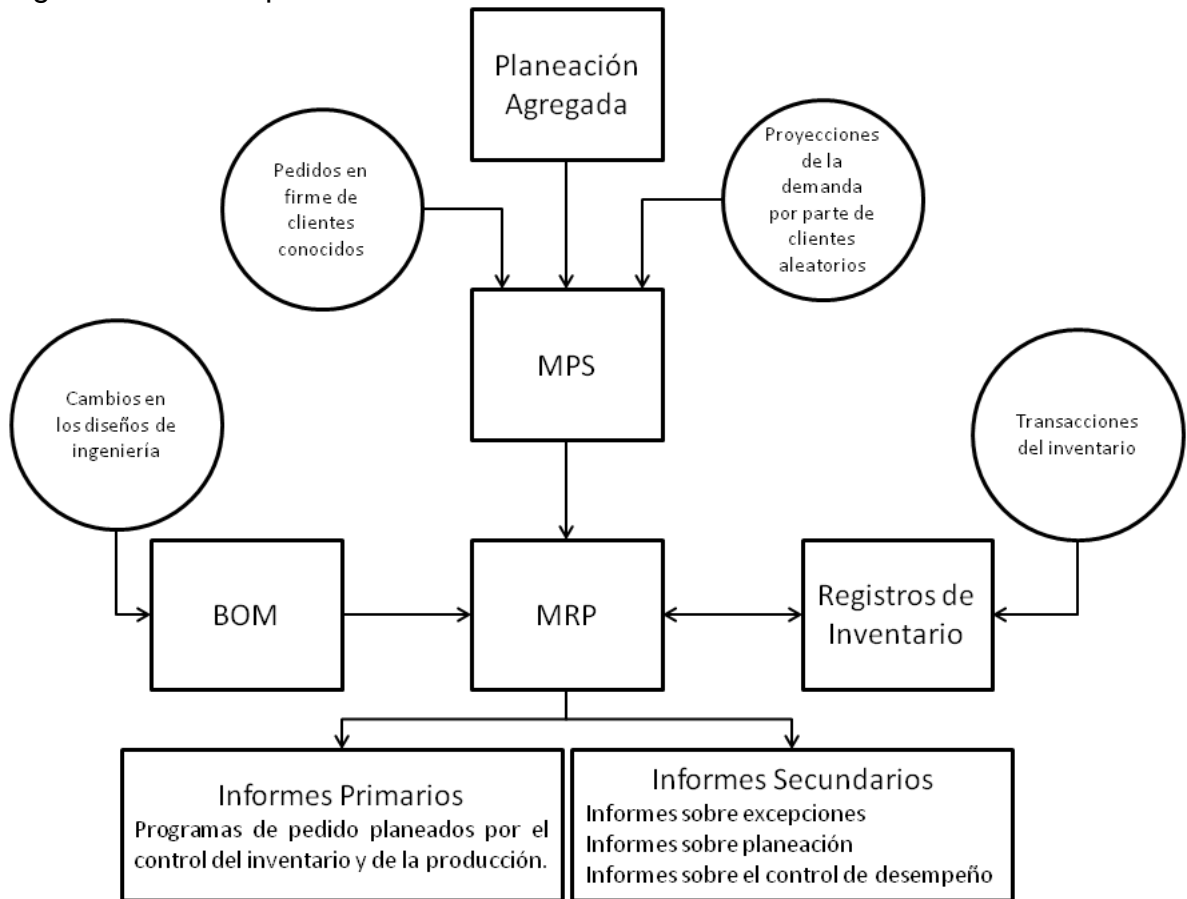 Planeación
Agregada
Pedidos en
firme de
clientes
conocidos
Proyecciones
de la
demanda
por parte de
clientes
aleatorios
MPS
Cambios en
los diseños de
ingeniería
Transacciones
del inventario
BOM
MRP
Registros de
Inventario
Informes Primarios
Programas de pedido planeados por el
control del inventario y de la producción.
Informes Secundarios
Informes sobre excepciones
Informes sobre planeación
Informes sobre el control de desempeño